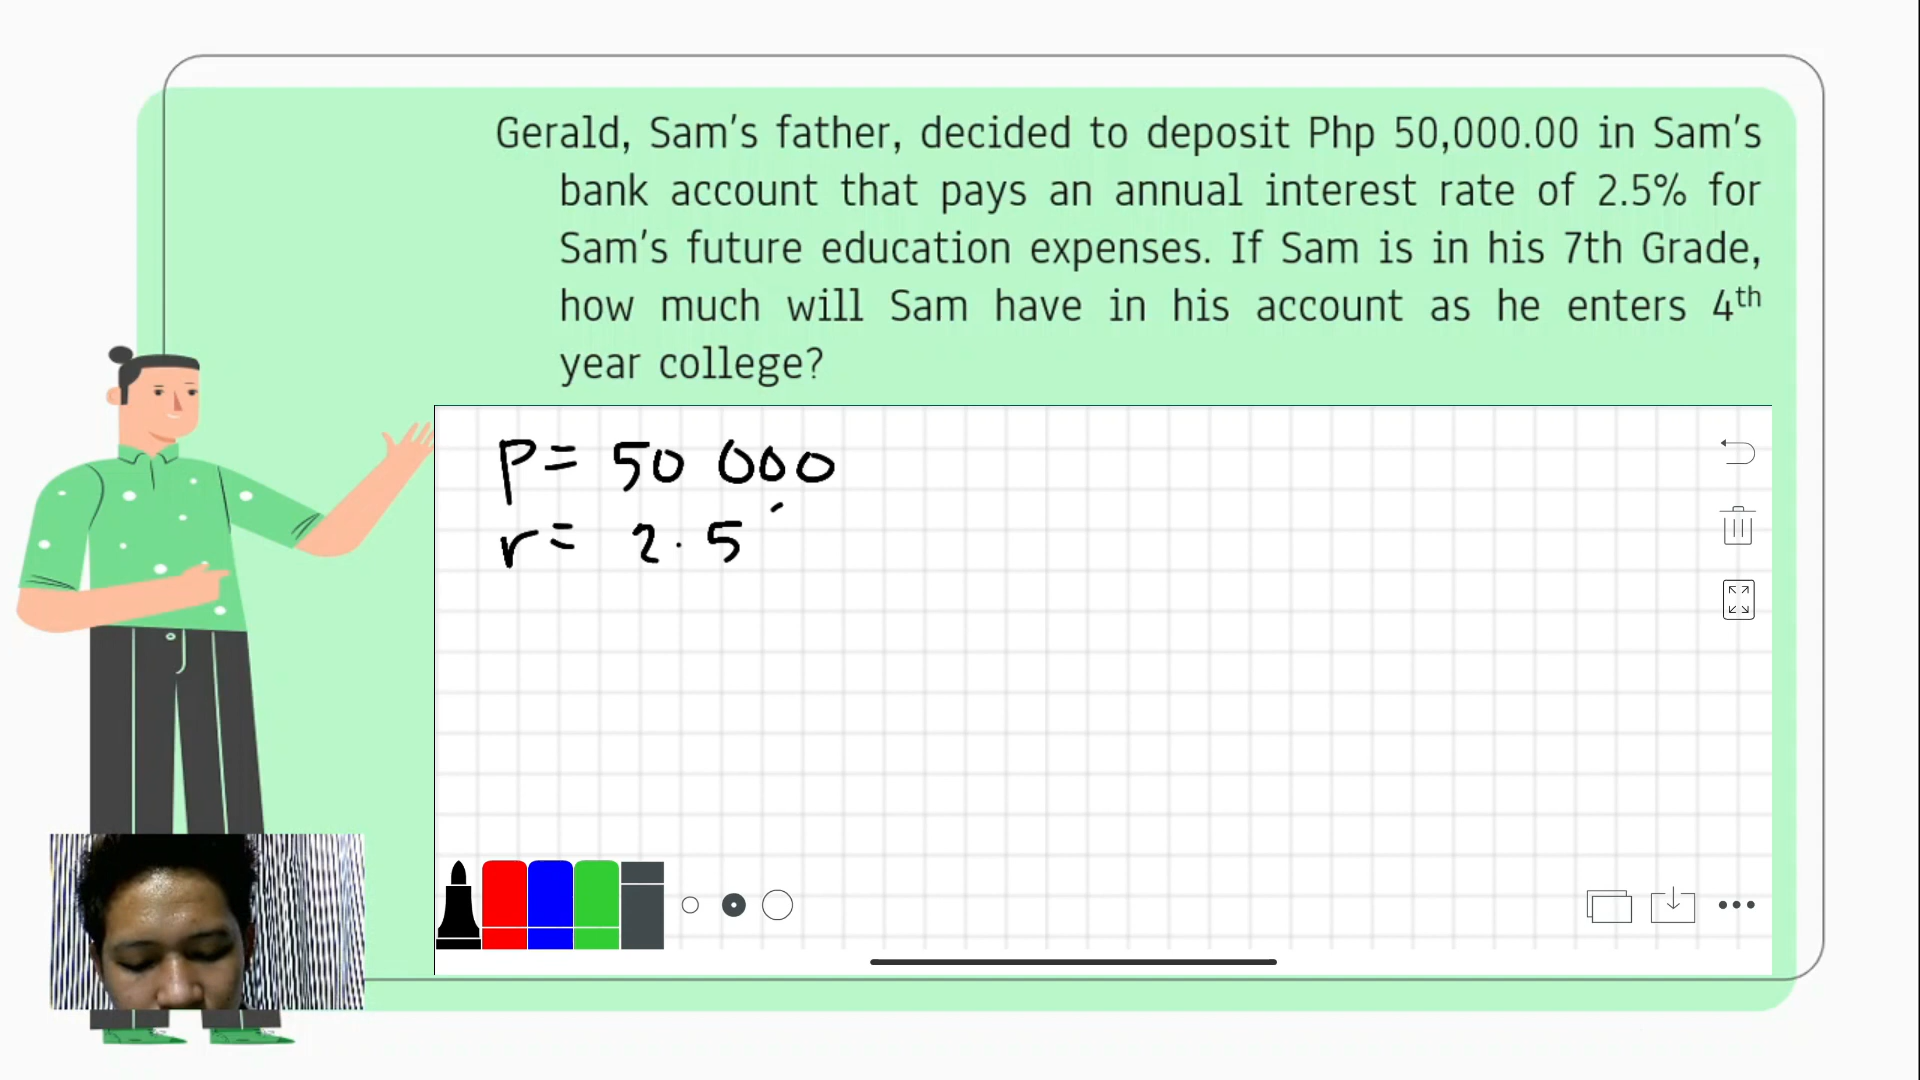 Gerald, Sam's father, decided to deposit Php 50,000.00 in Sam's
bank account that pays an annual interest rate of 2.5% for
Sam's future education expenses. If Sam is in his 7th Grade,
how much will Sam have in his account as he enters 4th
year college?
P = 50 000
r = 2.5